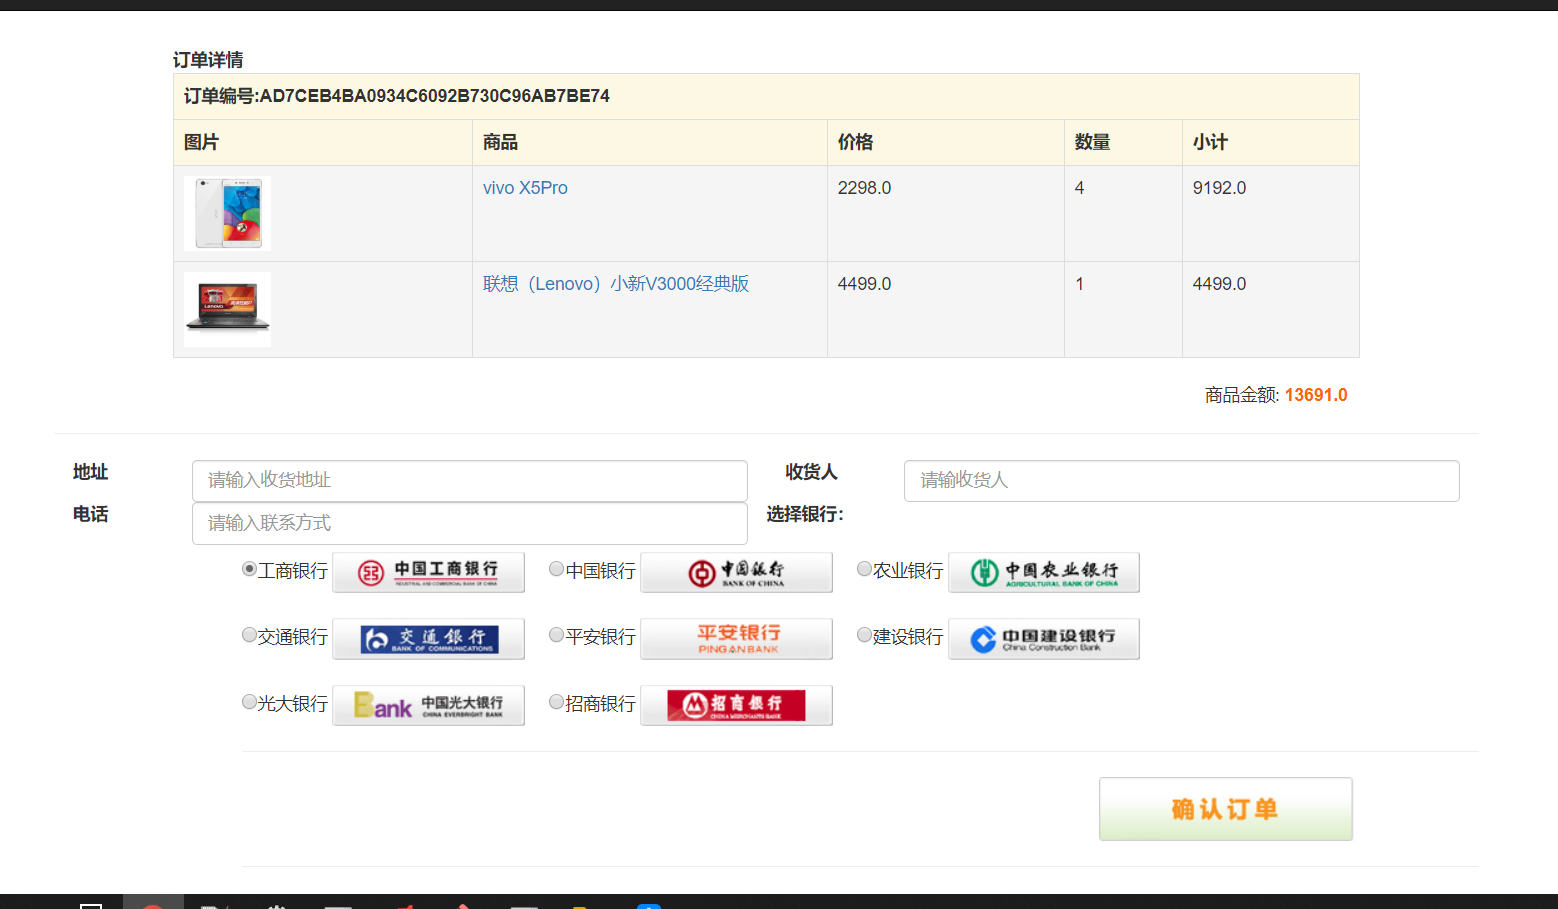 订单详情
订单编号:AD7CEB4BA0934C6092B730C96AB7BE74
图片 商品 价格 数量 小计
vivo X5Pro 2298.0 4 9192.0
联想（Lenovo）小新V3000经典版 4499.0 1 4499.0
商品金额: 13691.0
地址 请输入收货地址 收货人 请输收货人
电话 请输入联系方式 选择银行:
工商银行 中国工商银行 中国银行 中国银行 农业银行 中国农业银行
INDUSTRIAL AND COMMERCIAL BANK OF CHINA BANK OF CHINA AGRICULTURAL BANK OF CHINA
交通银行 交通銀行 平安银行 平安银行 建设银行 中国建设银行
BANK OF COMMUNICATIONS PING AN BANK China Construction Bank
光大银行 Bank 中国光大银行 招商银行 招商银行
CHINA EVERBRIGHT BANK CHINA MERCHANTS BANK
确认订单